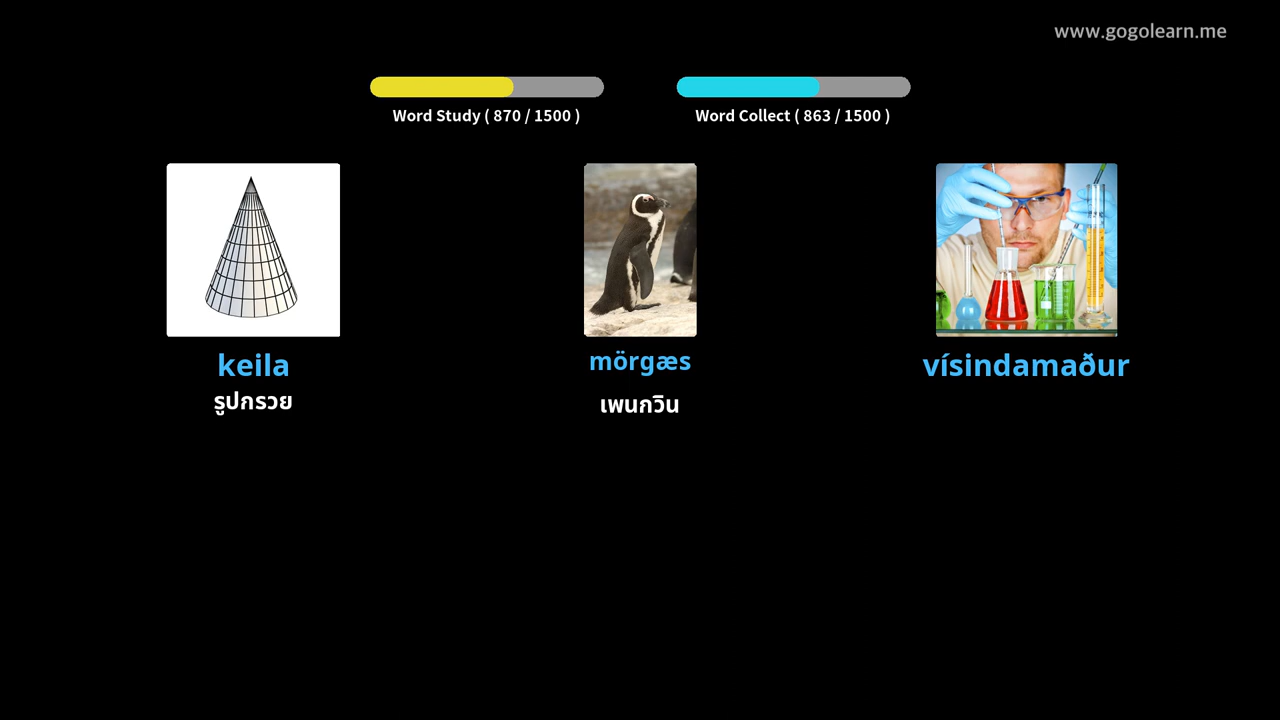 www.gogolearn.me
Word Study ( 870 / 1500 )
Word Collect ( 863 / 1500 )
keila
รูปกรวย
mörgæs
เพนกวิน
vísindamaður